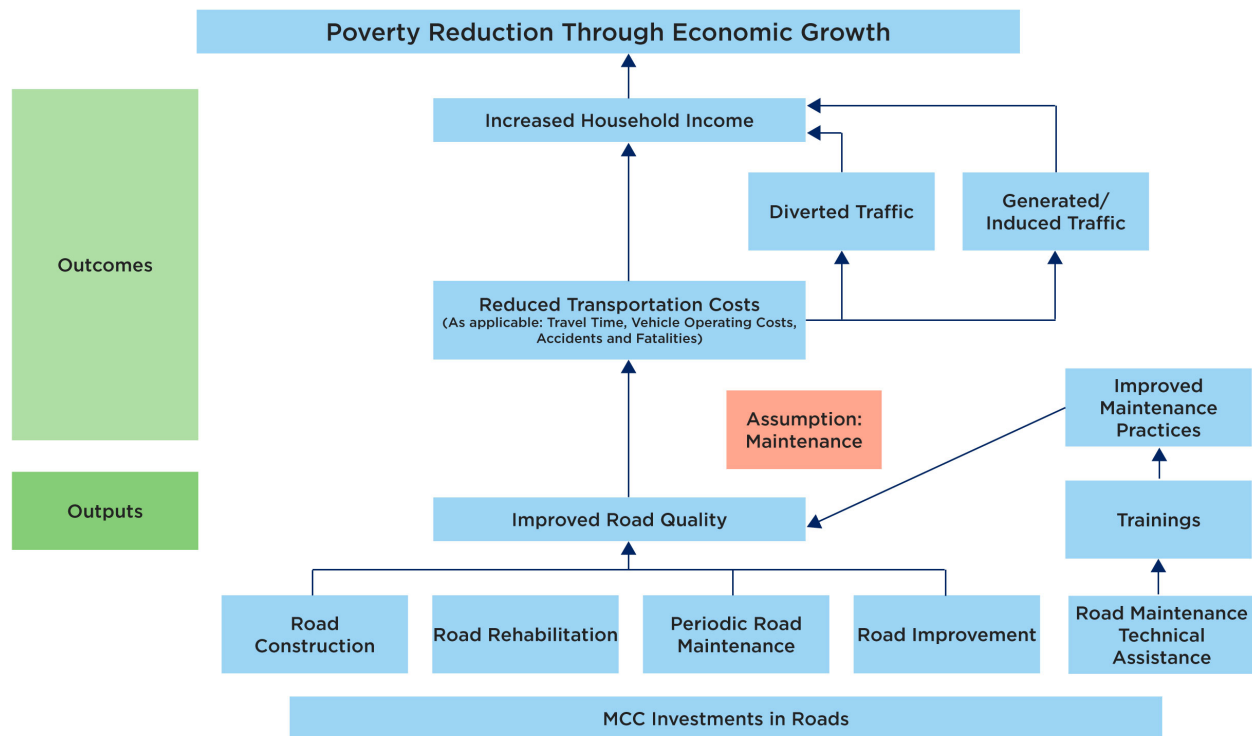 Poverty Reduction Through Economic Growth
Increased Household Income
Diverted Traffic
Generated/
Induced Traffic
Outcomes
Reduced Transportation Costs
(As applicable: Travel Time, Vehicle Operating Costs,
Accidents and Fatalities)
Assumption:
Maintenance
Improved
Maintenance
Practices
Outputs
Improved Road Quality
Trainings
Road
Construction
Road Rehabilitation
Periodic Road
Maintenance
Road Improvement
Road Maintenance
Technical
Assistance
MCC Investments in Roads